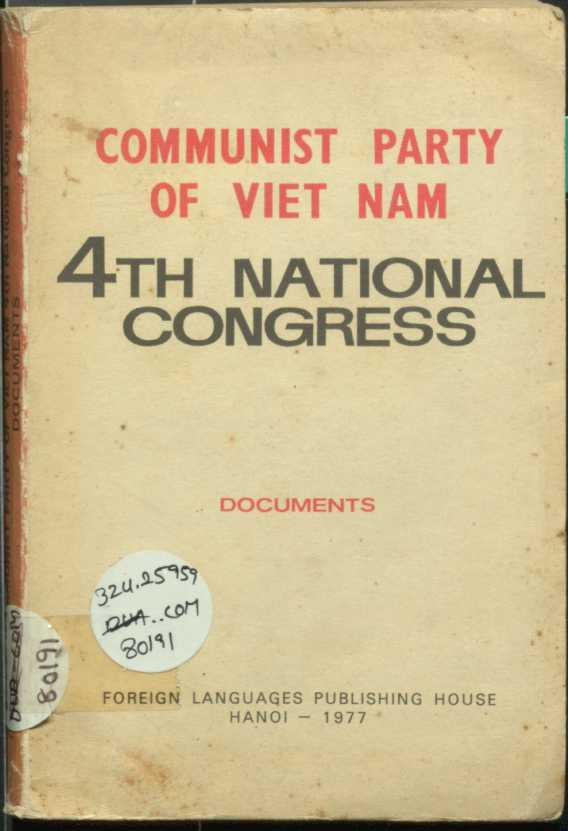 COMMUNIST PARTY
OF VIET NAM
4TH NATIONAL
CONGRESS
DOCUMENTS
324.25959
COM
80191
FOREIGN LANGUAGES PUBLISHING HOUSE
HANOI — 1977
DOCUMENTS
80191